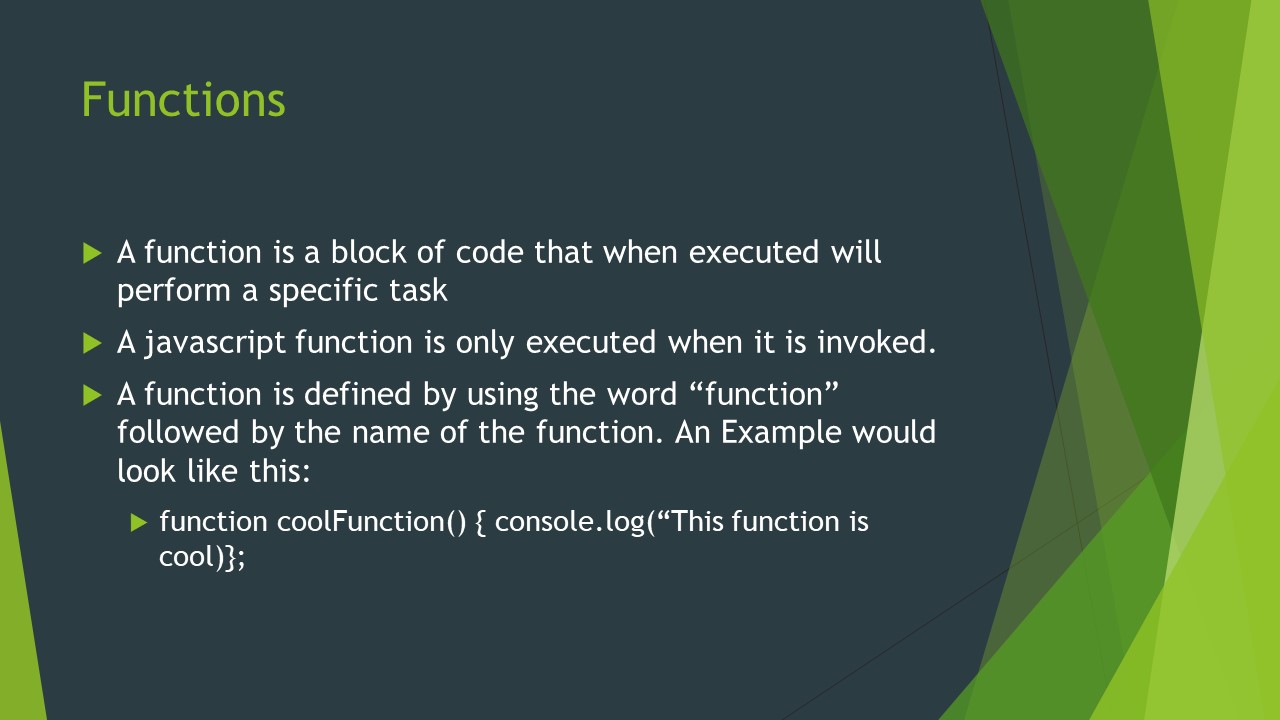 Functions
A function is a block of code that when executed will
perform a specific task
A javascript function is only executed when it is invoked.
A function is defined by using the word “function”
followed by the name of the function. An Example would
look like this:
function coolFunction() { console.log(“This function is
cool)};